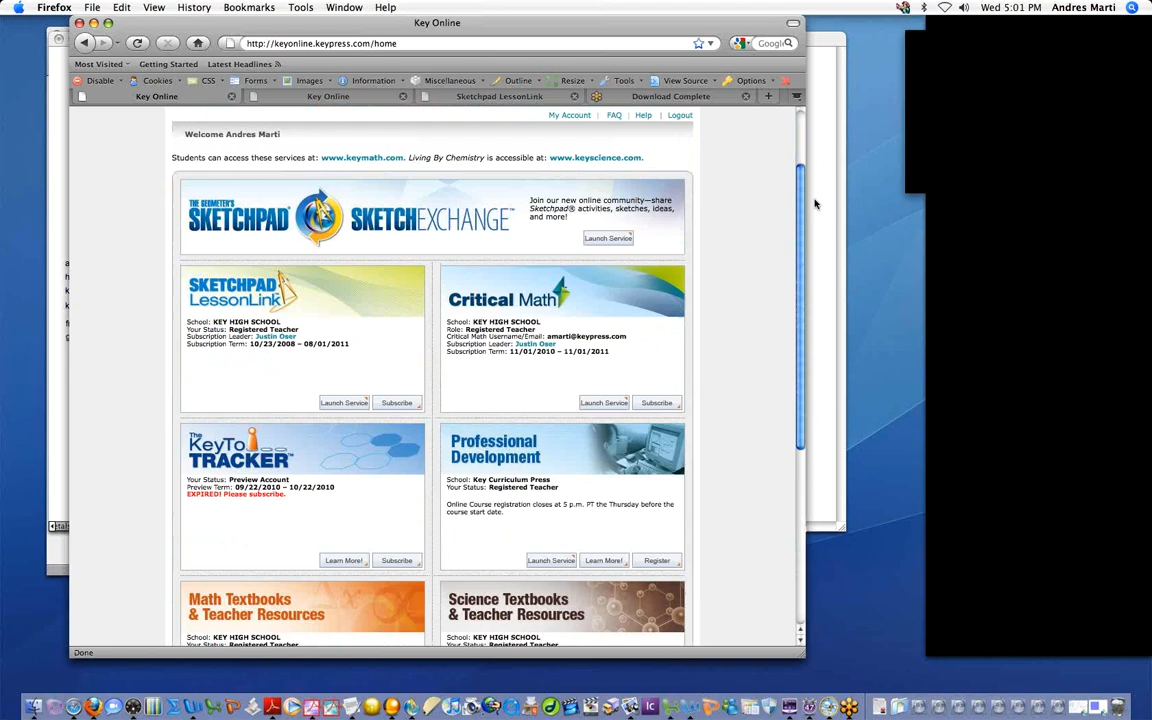 Firefox File Edit View History Bookmarks Tools Window Help Wed 5:01 PM Andres Marti
Key Online
http://keyonline.keypress.com/home
Google
Most Visited Getting Started Latest Headlines
Disable Cookies CSS Forms Images Information Miscellaneous Outline Resize Tools View Source Options
Key Online Key Online Sketchpad LessonLink Download Complete
My Account | FAQ | Help | Logout
Welcome Andres Marti
Students can access these services at: www.keymath.com. Living By Chemistry is accessible at: www.keyscience.com.
THE GEOMETER'S
SKETCHPAD SKETCHEXCHANGE™
Join our new online community—share
Sketchpad® activities, sketches, ideas,
and more!
Launch Service
SKETCHPAD
LessonLink
School: KEY HIGH SCHOOL
Your Status: Registered Teacher
Subscription Leader: Justin Oser
Subscription Term: 10/23/2008 – 08/01/2011
Launch Service Subscribe
Critical Math
School: KEY HIGH SCHOOL
Role: Registered Teacher
Critical Math Username/Email: amarti@keypress.com
Subscription Leader: Justin Oser
Subscription Term: 11/01/2010 – 11/01/2011
Launch Service Subscribe
The
KeyTo
TRACKER™
Your Status: Preview Account
Preview Term: 09/22/2010 – 10/22/2010
EXPIRED! Please subscribe.
Learn More! Subscribe
Professional
Development
School: Key Curriculum Press
Your Status: Registered Teacher
Online Course registration closes at 5 p.m. PT the Thursday before the
course start date.
Launch Service Learn More! Register
Math Textbooks
& Teacher Resources
School: KEY HIGH SCHOOL
Science Textbooks
& Teacher Resources
School: KEY HIGH SCHOOL
Done